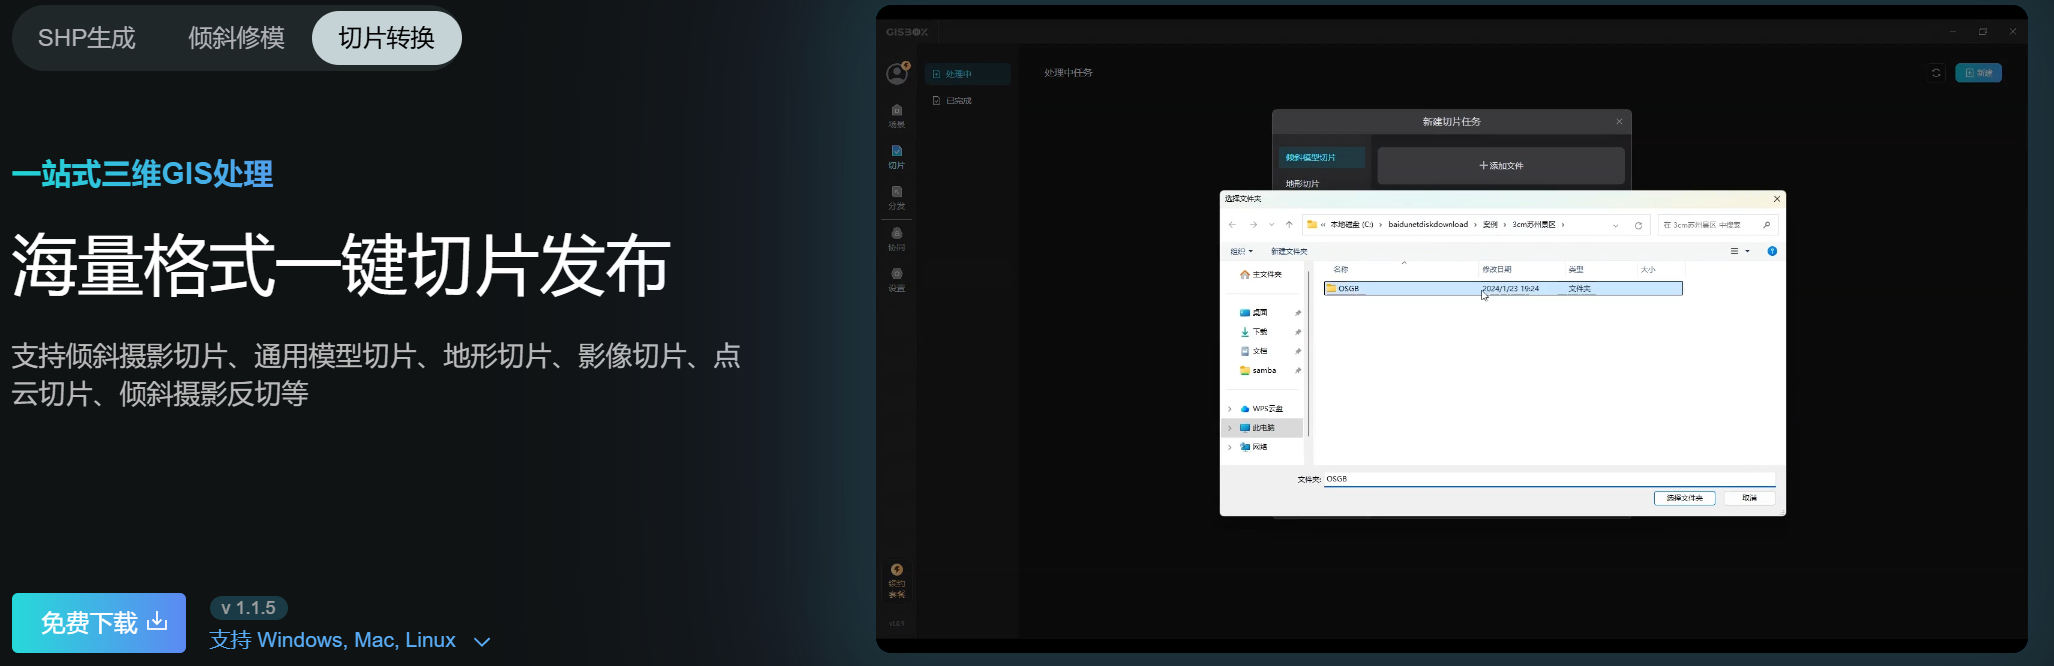 SHP生成
倾斜修模
切片转换
一站式三维GIS处理
海量格式一键切片发布
支持倾斜摄影切片、通用模型切片、地形切片、影像切片、点
云切片、倾斜摄影反切等
免费下载
v 1.1.5
支持 Windows, Mac, Linux
GISBOX
处理中
已完成
场景
切片
分发
协同
设置
处理中任务
新建
新建切片任务
倾斜模型切片
地形切片
添加文件
选择文件夹
本地磁盘 (C:) › baidunetdiskdownload › 案例 › 3cm苏州景区 ›
在 3cm苏州景区 中搜索
组织
新建文件夹
主文件夹
桌面
下载
文档
samba
WPS云盘
此电脑
网络
名称
修改日期
类型
大小
OSGB
2024/1/23 19:24
文件夹
文件夹:
OSGB
选择文件夹
取消